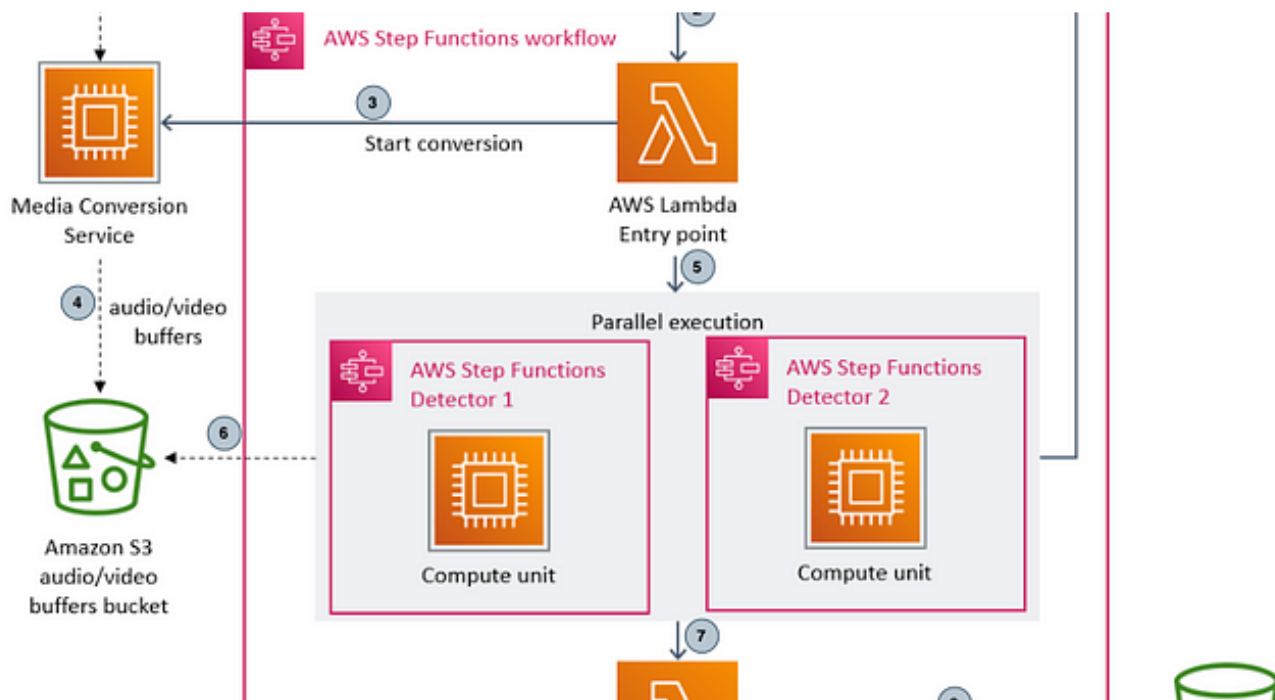 AWS Step Functions workflow
3
Start conversion
Media Conversion
Service
AWS Lambda
Entry point
5
4
audio/video
buffers
Parallel execution
AWS Step Functions
Detector 1
AWS Step Functions
Detector 2
6
Compute unit
Compute unit
Amazon S3
audio/video
buffers bucket
7